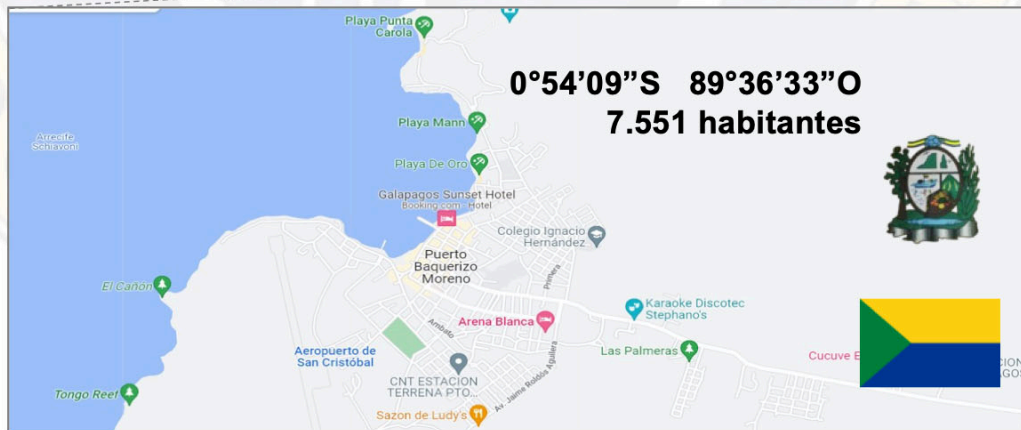 Playa Punta
Carola
0°54’09”S 89°36’33”O
7.551 habitantes
Arrecife
Schiavoni
Playa Mann
Playa De Oro
Galapagos Sunset Hotel
Booking.com Hotel
Colegio Ignacio
Hernández
Puerto
Baquerizo
Moreno
El Cañón
Primera
Karaoke Discotec
Stephano's
Arena Blanca
Ambato
Aeropuerto de
San Cristóbal
Las Palmeras
Cucuve E
CNT ESTACION
TERRENA PTO...
Av. Jaime Roldós Aguilera
Tongo Reef
Sazon de Ludy's